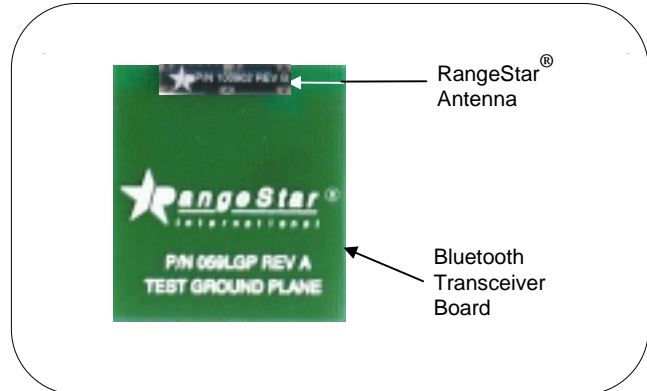 P/N 100902 REV B
RangeStar®
Antenna
RangeStar®
International
P/N 059LGP REV A
TEST GROUND PLANE
Bluetooth
Transceiver
Board